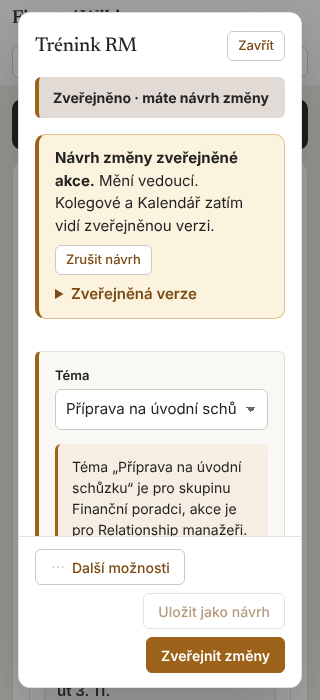 Trénink RM
Zavřít
Zveřejněno · máte návrh změny
Návrh změny zveřejněné
akce. Mění vedoucí.
Kolegové a Kalendář zatím
vidí zveřejněnou verzi.
Zrušit návrh
Zveřejněná verze
Téma
Příprava na úvodní schů
Téma „Příprava na úvodní
schůzku“ je pro skupinu
Finanční poradci, akce je
pro Relationship manažeři.
··· Další možnosti
Uložit jako návrh
Zveřejnit změny
út 3. 11.